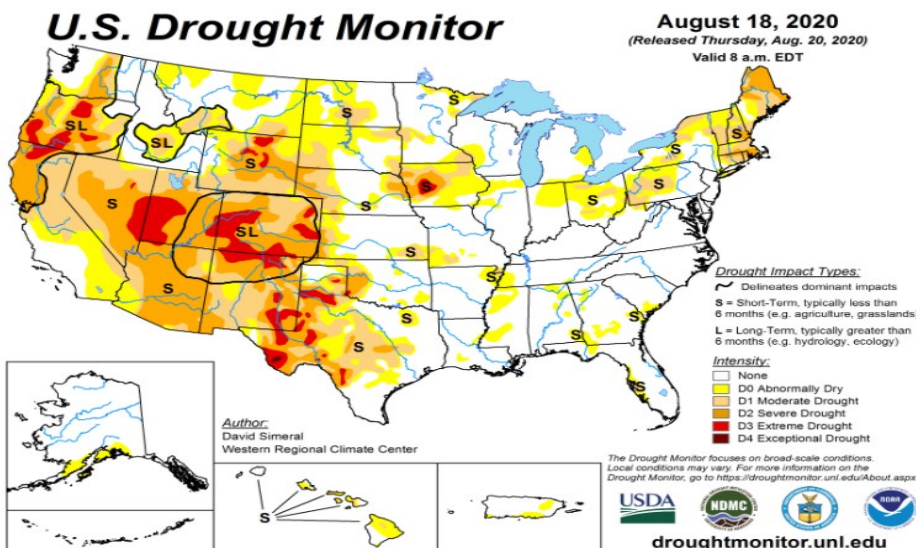 U.S. Drought Monitor
August 18, 2020
(Released Thursday, Aug. 20, 2020)
Valid 8 a.m. EDT
SL
SL
S
S
S
S
S
S
SL
S
S
S
S
S
S
S
S
S
S
S
S
S
Drought Impact Types:
Delineates dominant impacts
S = Short-Term, typically less than
6 months (e.g. agriculture, grasslands)
L = Long-Term, typically greater than
6 months (e.g. hydrology, ecology)
Intensity:
None
D0 Abnormally Dry
D1 Moderate Drought
D2 Severe Drought
D3 Extreme Drought
D4 Exceptional Drought
Author:
David Simeral
Western Regional Climate Center
S
The Drought Monitor focuses on broad-scale conditions.
Local conditions may vary. For more information on the
Drought Monitor, go to https://droughtmonitor.unl.edu/About.aspx
USDA
NDMC
NOAA
droughtmonitor.unl.edu